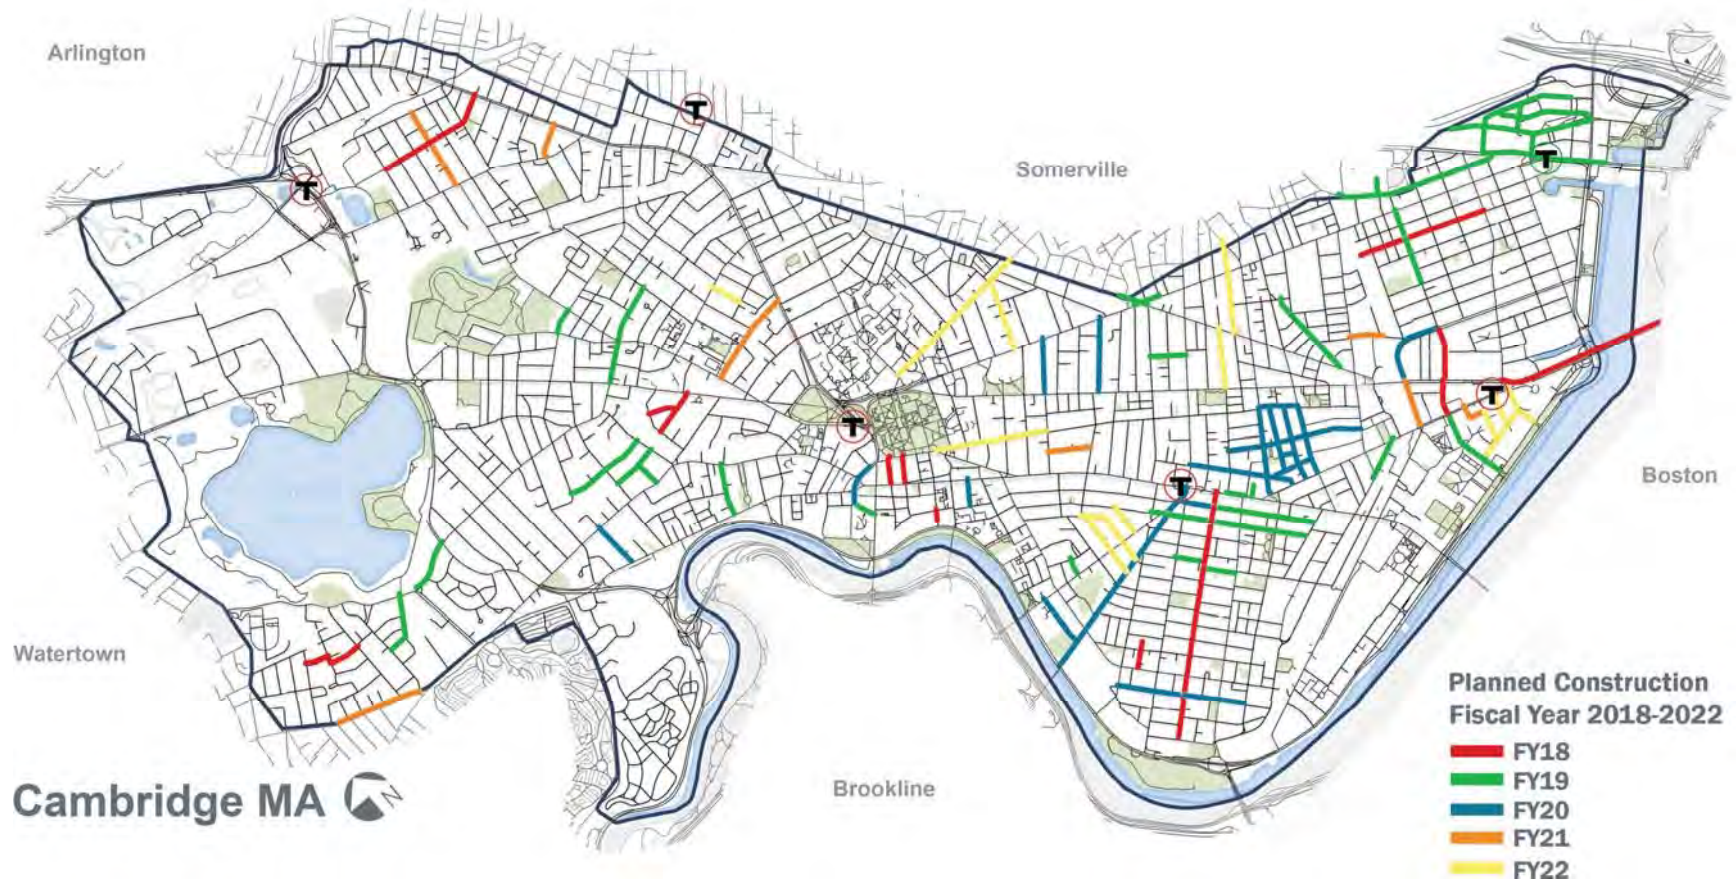 Arlington
Somerville
Boston
Watertown
Brookline
Cambridge MA
N
T
T
T
T
T
T
Planned Construction
Fiscal Year 2018-2022
FY18
FY19
FY20
FY21
FY22